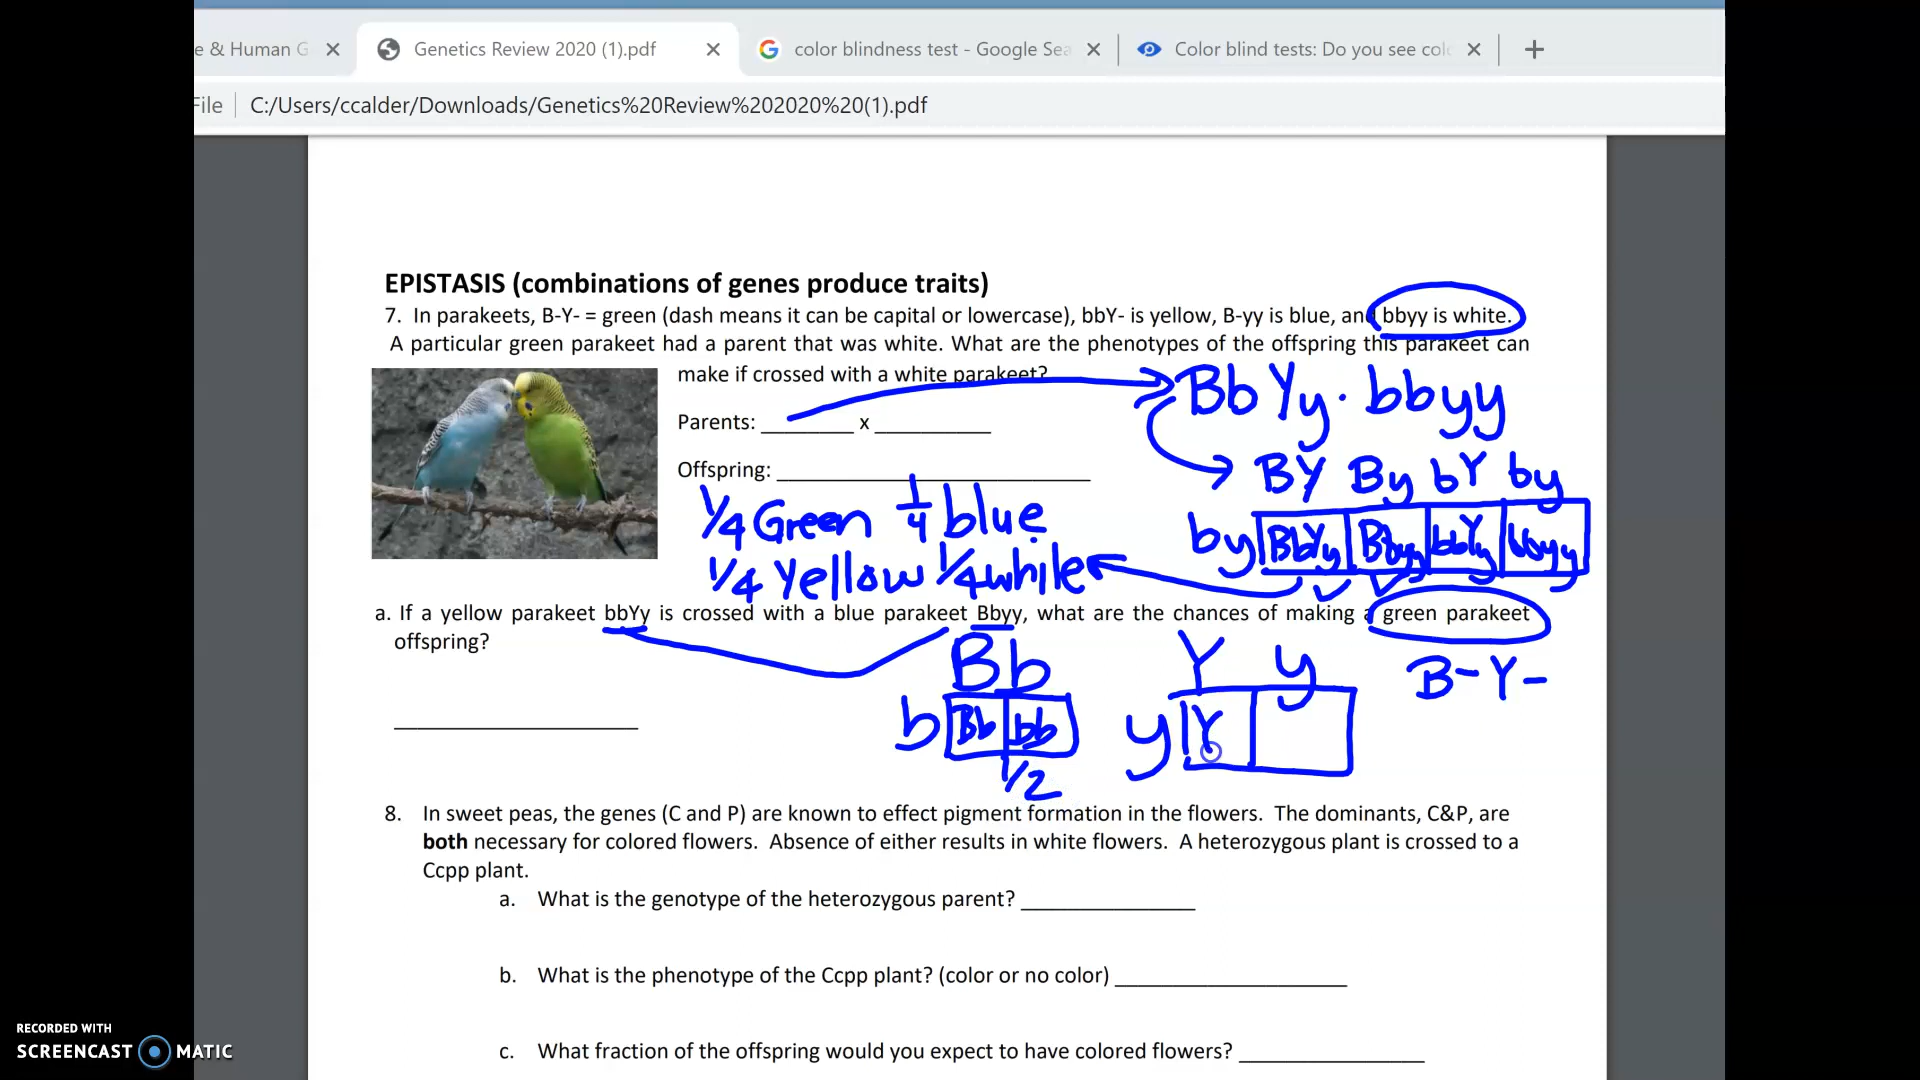 e & Human G
Genetics Review 2020 (1).pdf
color blindness test - Google Sea
Color blind tests: Do you see colo
File
C:/Users/ccalder/Downloads/Genetics%20Review%202020%20(1).pdf
EPISTASIS (combinations of genes produce traits)
7. In parakeets, B-Y- = green (dash means it can be capital or lowercase), bbY- is yellow, B-yy is blue, and bbyy is white.
A particular green parakeet had a parent that was white. What are the phenotypes of the offspring this parakeet can
make if crossed with a white parakeet?
BbYy · bbyy
Parents: ________ x __________
BY By bY by
Offspring: ___________________________
1/4 Green 1/4 blue
by BbYy Bbyy bbYy bbyy
1/4 Yellow 1/4 while
a. If a yellow parakeet bbYy is crossed with a blue parakeet Bbyy, what are the chances of making a green parakeet
offspring?
B b
Y y
B-Y-
b Bb bb
y Y
1/2
8. In sweet peas, the genes (C and P) are known to effect pigment formation in the flowers. The dominants, C&P, are
both necessary for colored flowers. Absence of either results in white flowers. A heterozygous plant is crossed to a
Ccpp plant.
a. What is the genotype of the heterozygous parent? _______________
b. What is the phenotype of the Ccpp plant? (color or no color) ____________________
c. What fraction of the offspring would you expect to have colored flowers? ________________
RECORDED WITH
SCREENCAST MATIC